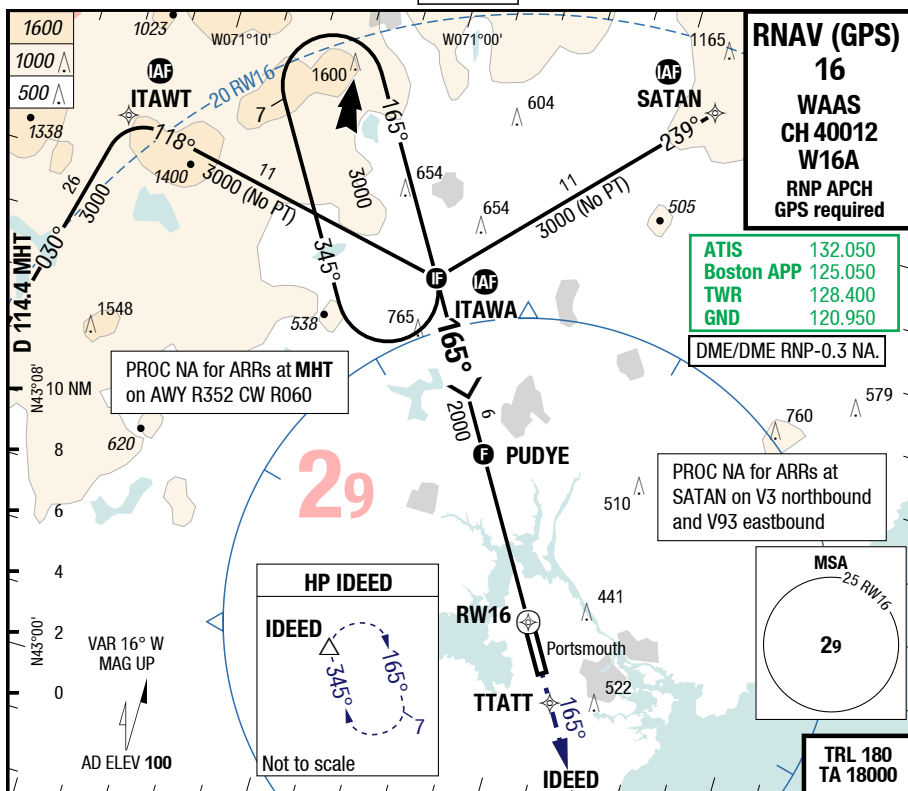 1600
1000
500
1023
W071°10'
W071°00'
1165
RNAV (GPS)
16
WAAS
CH 40012
W16A
RNP APCH
GPS required
IAF
ITAWT
20 RW16
1600
7
IAF
SATAN
604
1338
118°
165°
239°
1400
11
3000 (No PT)
654
3000
654
11
3000 (No PT)
505
26
3000
030°
345°
D 114.4 MHT
ATIS 132.050
Boston APP 125.050
TWR 128.400
GND 120.950
DME/DME RNP-0.3 NA.
IF
IAF
ITAWA
1548
538
765
165°
PROC NA for ARRs at MHT
on AWY R352 CW R060
N43°08'
10 NM
8
6
4
2
0
N43°00'
620
6
2000
F
PUDYE
579
760
29
510
PROC NA for ARRs at
SATAN on V3 northbound
and V93 eastbound
HP IDEED
IDEED
345°
165°
7
Not to scale
RW16
441
Portsmouth
TTATT
522
165°
IDEED
MSA
25 RW16
29
VAR 16° W
MAG UP
AD ELEV 100
TRL 180
TA 18000